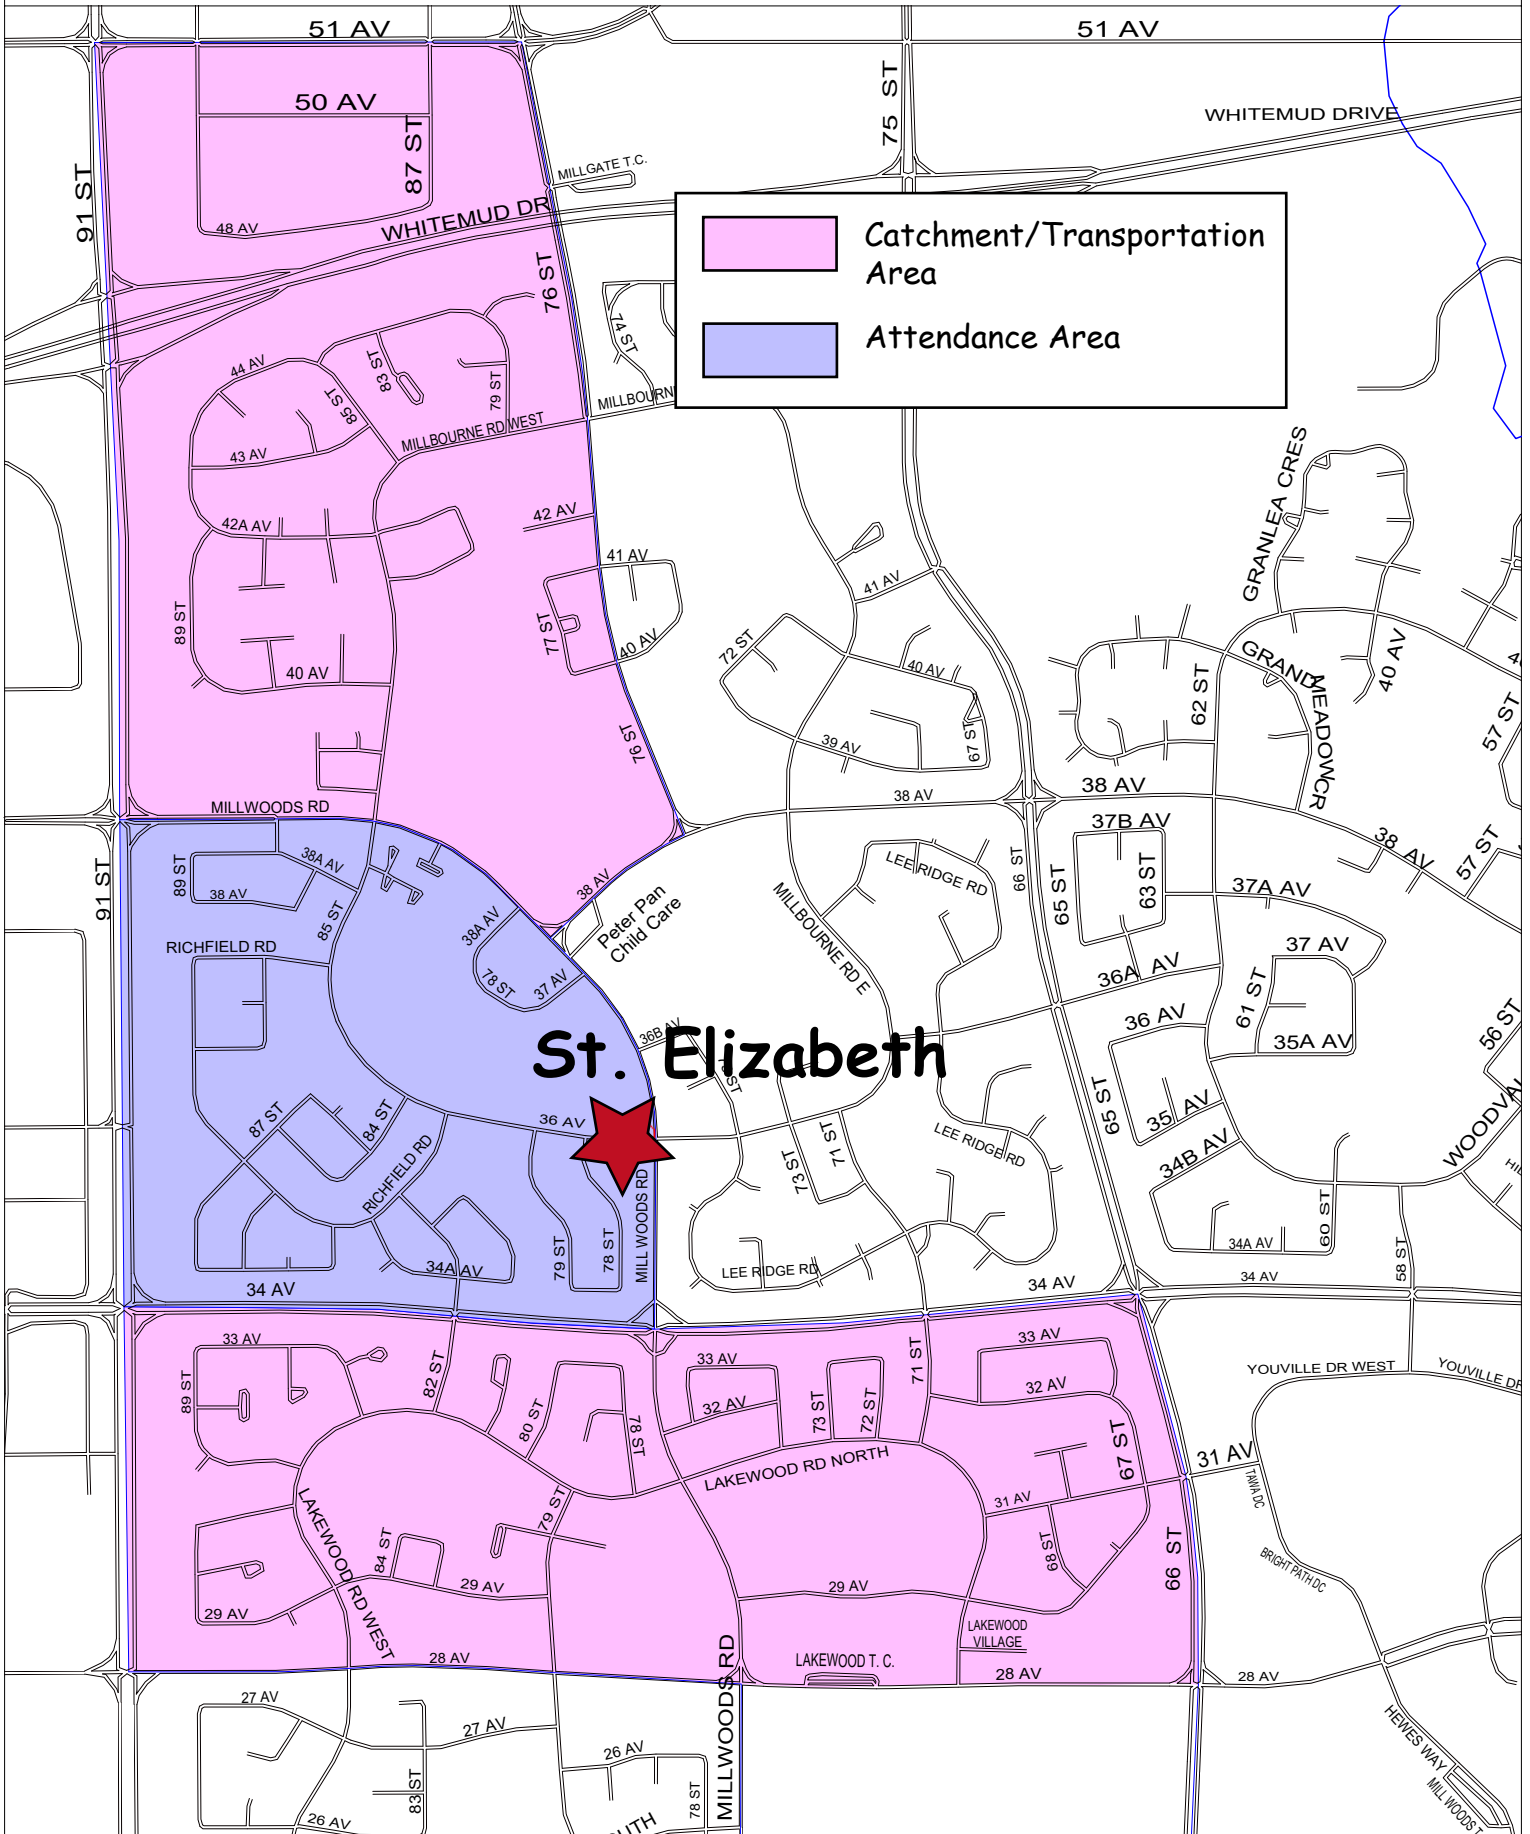 51 AV
51 AV
50 AV
87 ST
75 ST
WHITEMUD DRIVE
91 ST
MILLGATE T.C.
48 AV
WHITEMUD DR
Catchment/Transportation
Area
Attendance Area
76 ST
74 ST
44 AV
83 ST
85 ST
79 ST
MILLBOURNE RD WEST
MILLBOURN
43 AV
GRANLEA CRES
42A AV
42 AV
41 AV
41 AV
89 ST
77 ST
40 AV
72 ST
40 AV
40 AV
GRAND
MEADOWCR
40 AV
62 ST
57 ST
76 ST
39 AV
67 ST
MILLWOODS RD
38 AV
38 AV
37B AV
38 AV
57 ST
91 ST
89 ST
38A AV
38 AV
85 ST
38 AV
Peter Pan
Child Care
LEE RIDGE RD
66 ST
65 ST
63 ST
37A AV
MILLBOURNE RD E
38A AV
78 ST
37 AV
RICHFIELD RD
37 AV
36A AV
61 ST
36 AV
35A AV
56 ST
36B AV
St. Elizabeth
65 ST
35 AV
34B AV
WOODVAL
87 ST
84 ST
36 AV
RICHFIELD RD
71 ST
73 ST
LEE RIDGE RD
MILL WOODS RD
79 ST
78 ST
34A AV
LEE RIDGE RD
34A AV
60 ST
58 ST
34 AV
34 AV
34 AV
33 AV
89 ST
82 ST
80 ST
78 ST
33 AV
32 AV
73 ST
72 ST
71 ST
33 AV
32 AV
67 ST
YOUVILLE DR WEST
YOUVILLE DR
31 AV
TAWA DC
LAKEWOOD RD NORTH
31 AV
LAKEWOOD RD WEST
79 ST
84 ST
68 ST
66 ST
BRIGHT PATH DC
29 AV
29 AV
29 AV
LAKEWOOD
VILLAGE
28 AV
LAKEWOOD T. C.
28 AV
28 AV
MILLWOODS RD
27 AV
27 AV
26 AV
83 ST
78 ST
26 AV
UTH
HEWES WAY
MILL WOODS T